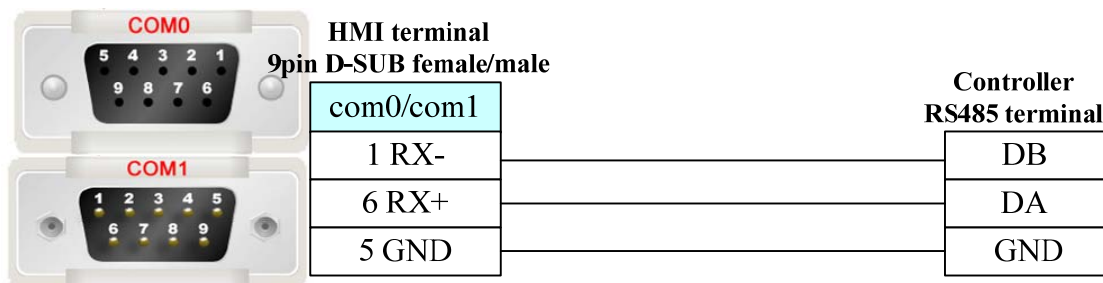 COM0
5 4 3 2 1
9 8 7 6
COM1
1 2 3 4 5
6 7 8 9
HMI terminal
9pin D-SUB female/male
com0/com1
1 RX-
6 RX+
5 GND
Controller
RS485 terminal
DB
DA
GND